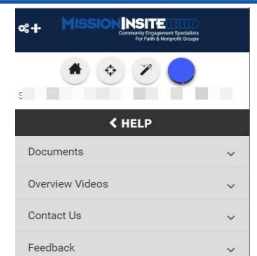 MISSIONINSITE
Community Engagement Specialists
For Faith & Nonprofit Groups
S
HELP
Documents
Overview Videos
Contact Us
Feedback